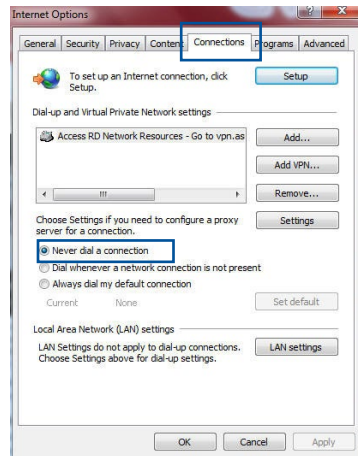 Internet Options
General Security Privacy Content Connections Programs Advanced
To set up an Internet connection, click
Setup.
Setup
Dial-up and Virtual Private Network settings
Access RD Network Resources - Go to vpn.as
Add...
Add VPN...
Remove...
Choose Settings if you need to configure a proxy
server for a connection.
Settings
Never dial a connection
Dial whenever a network connection is not present
Always dial my default connection
Current None
Set default
Local Area Network (LAN) settings
LAN Settings do not apply to dial-up connections.
Choose Settings above for dial-up settings.
LAN settings
OK Cancel Apply